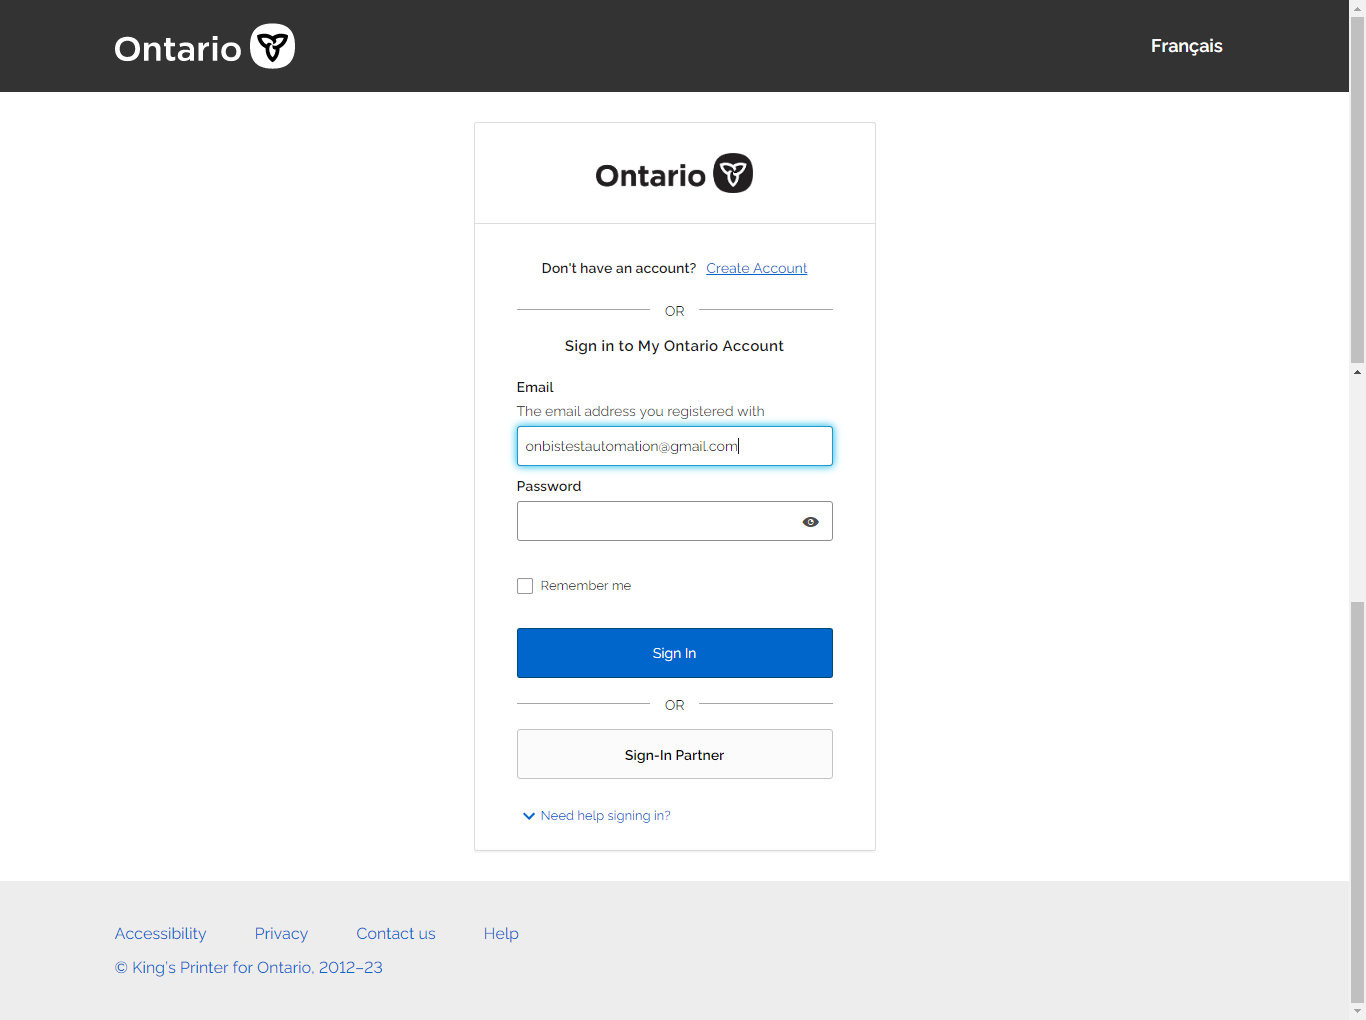 Ontario
Français
Ontario
Don't have an account? Create Account
OR
Sign in to My Ontario Account
Email
The email address you registered with
onbistestautomation@gmail.com
Password
Remember me
Sign In
OR
Sign-In Partner
Need help signing in?
Accessibility Privacy Contact us Help
© King's Printer for Ontario, 2012–23